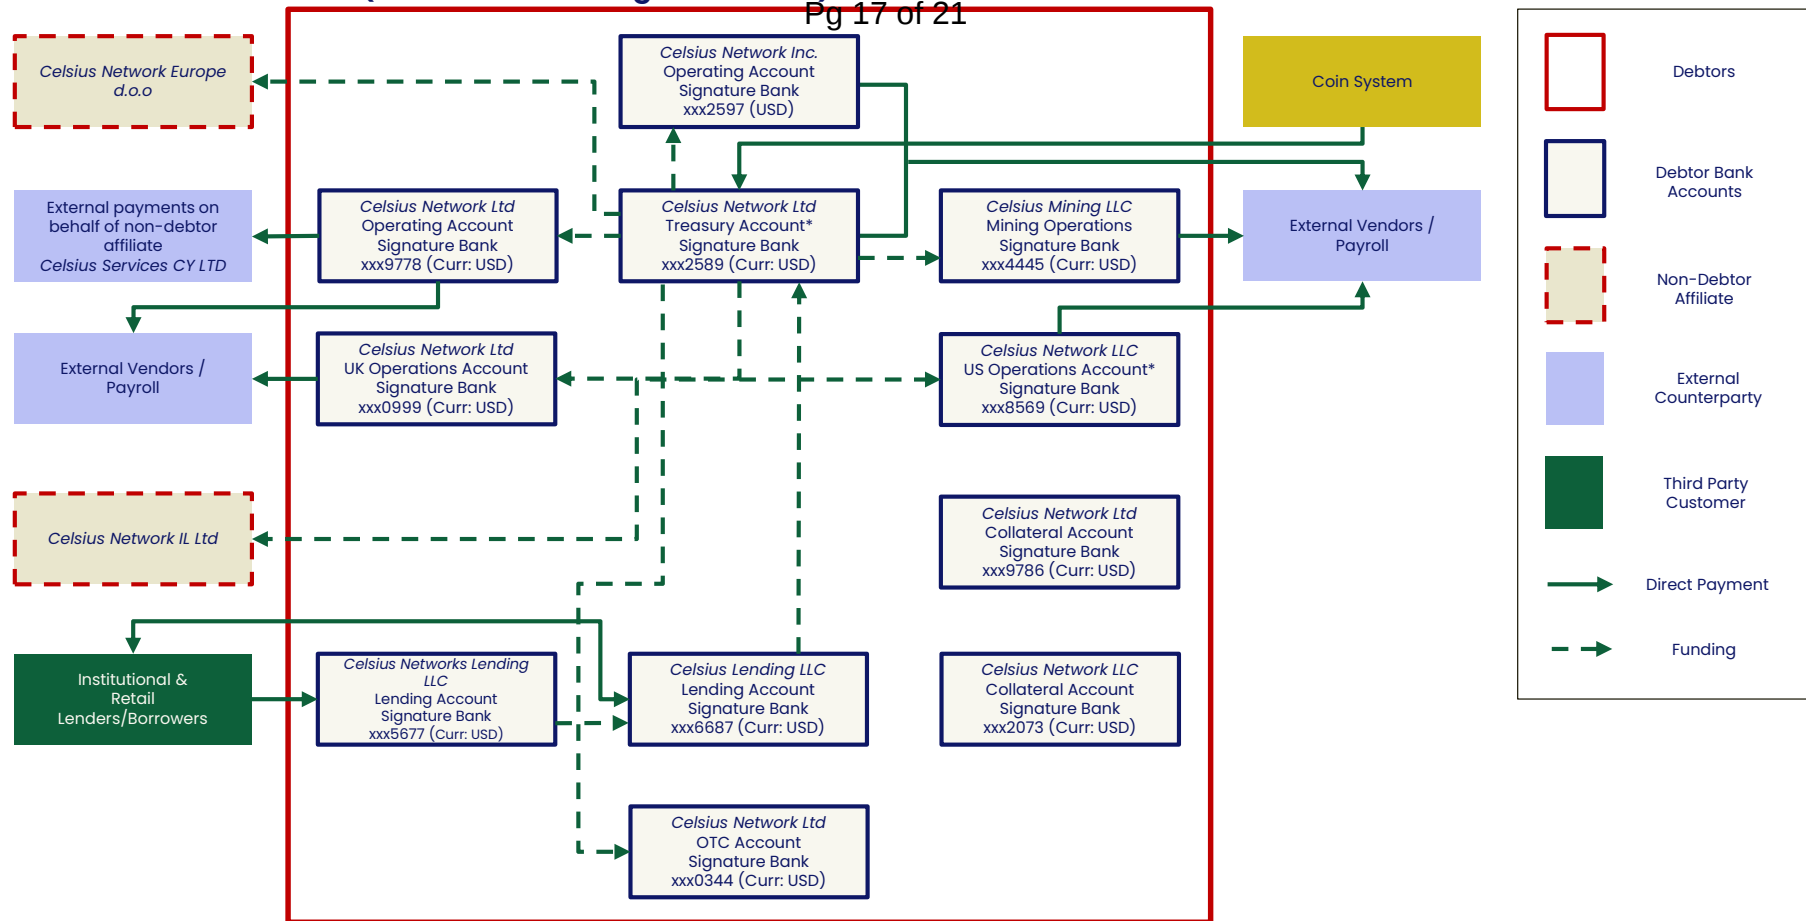 Pg 17 of 21
Celsius Network Europe
d.o.o
Celsius Network Inc.
Operating Account
Signature Bank
xxx2597 (USD)
Coin System
External payments on
behalf of non-debtor
affiliate
Celsius Services CY LTD
Celsius Network Ltd
Operating Account
Signature Bank
xxx9778 (Curr: USD)
Celsius Network Ltd
Treasury Account*
Signature Bank
xxx2589 (Curr: USD)
Celsius Mining LLC
Mining Operations
Signature Bank
xxx4445 (Curr: USD)
External Vendors /
Payroll
External Vendors /
Payroll
Celsius Network Ltd
UK Operations Account
Signature Bank
xxx0999 (Curr: USD)
Celsius Network LLC
US Operations Account*
Signature Bank
xxx8569 (Curr: USD)
Celsius Network IL Ltd
Celsius Network Ltd
Collateral Account
Signature Bank
xxx9786 (Curr: USD)
Institutional &
Retail
Lenders/Borrowers
Celsius Networks Lending
LLC
Lending Account
Signature Bank
xxx5677 (Curr: USD)
Celsius Lending LLC
Lending Account
Signature Bank
xxx6687 (Curr: USD)
Celsius Network LLC
Collateral Account
Signature Bank
xxx2073 (Curr: USD)
Celsius Network Ltd
OTC Account
Signature Bank
xxx0344 (Curr: USD)
Debtors
Debtor Bank
Accounts
Non-Debtor
Affiliate
External
Counterparty
Third Party
Customer
Direct Payment
Funding